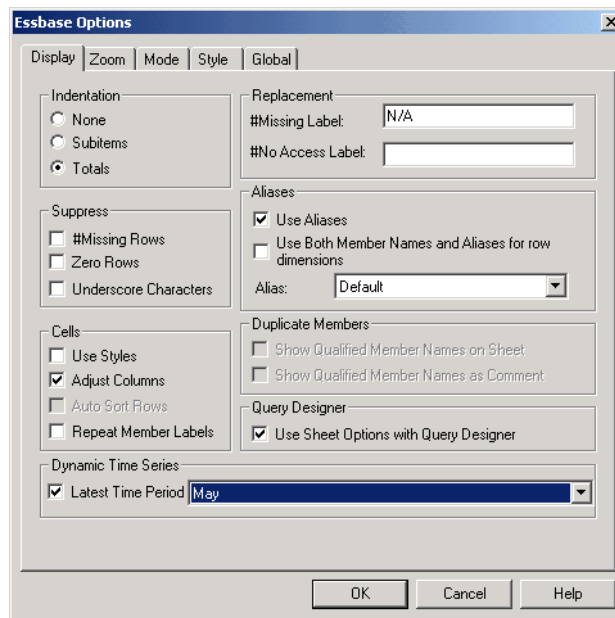 Essbase Options
Display Zoom Mode Style Global
Indentation
None
Subitems
Totals
Replacement
#Missing Label: N/A
#No Access Label:
Suppress
#Missing Rows
Zero Rows
Underscore Characters
Aliases
Use Aliases
Use Both Member Names and Aliases for row
dimensions
Alias: Default
Cells
Use Styles
Adjust Columns
Auto Sort Rows
Repeat Member Labels
Duplicate Members
Show Qualified Member Names on Sheet
Show Qualified Member Names as Comment
Query Designer
Use Sheet Options with Query Designer
Dynamic Time Series
Latest Time Period May
OK Cancel Help